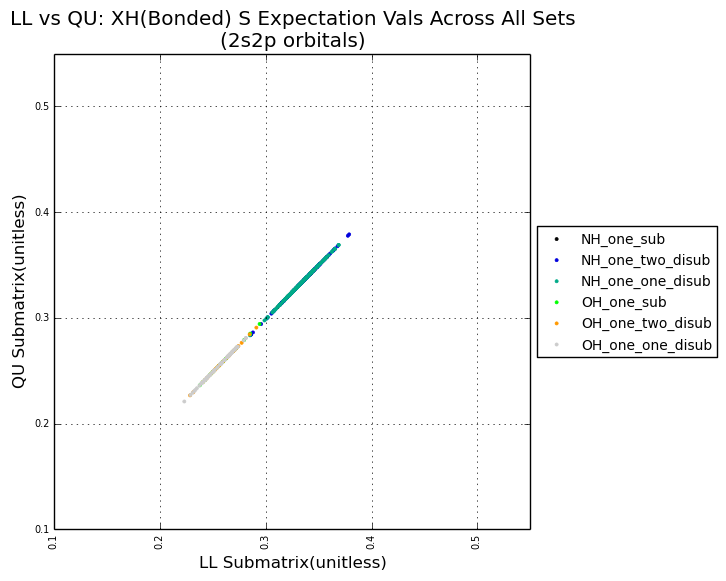 LL vs QU: XH(Bonded) S Expectation Vals Across All Sets
(2s2p orbitals)
0.5
0.4
0.3
0.2
0.1
QU Submatrix(unitless)
0.1
0.2
0.3
0.4
0.5
LL Submatrix(unitless)
NH_one_sub
NH_one_two_disub
NH_one_one_disub
OH_one_sub
OH_one_two_disub
OH_one_one_disub